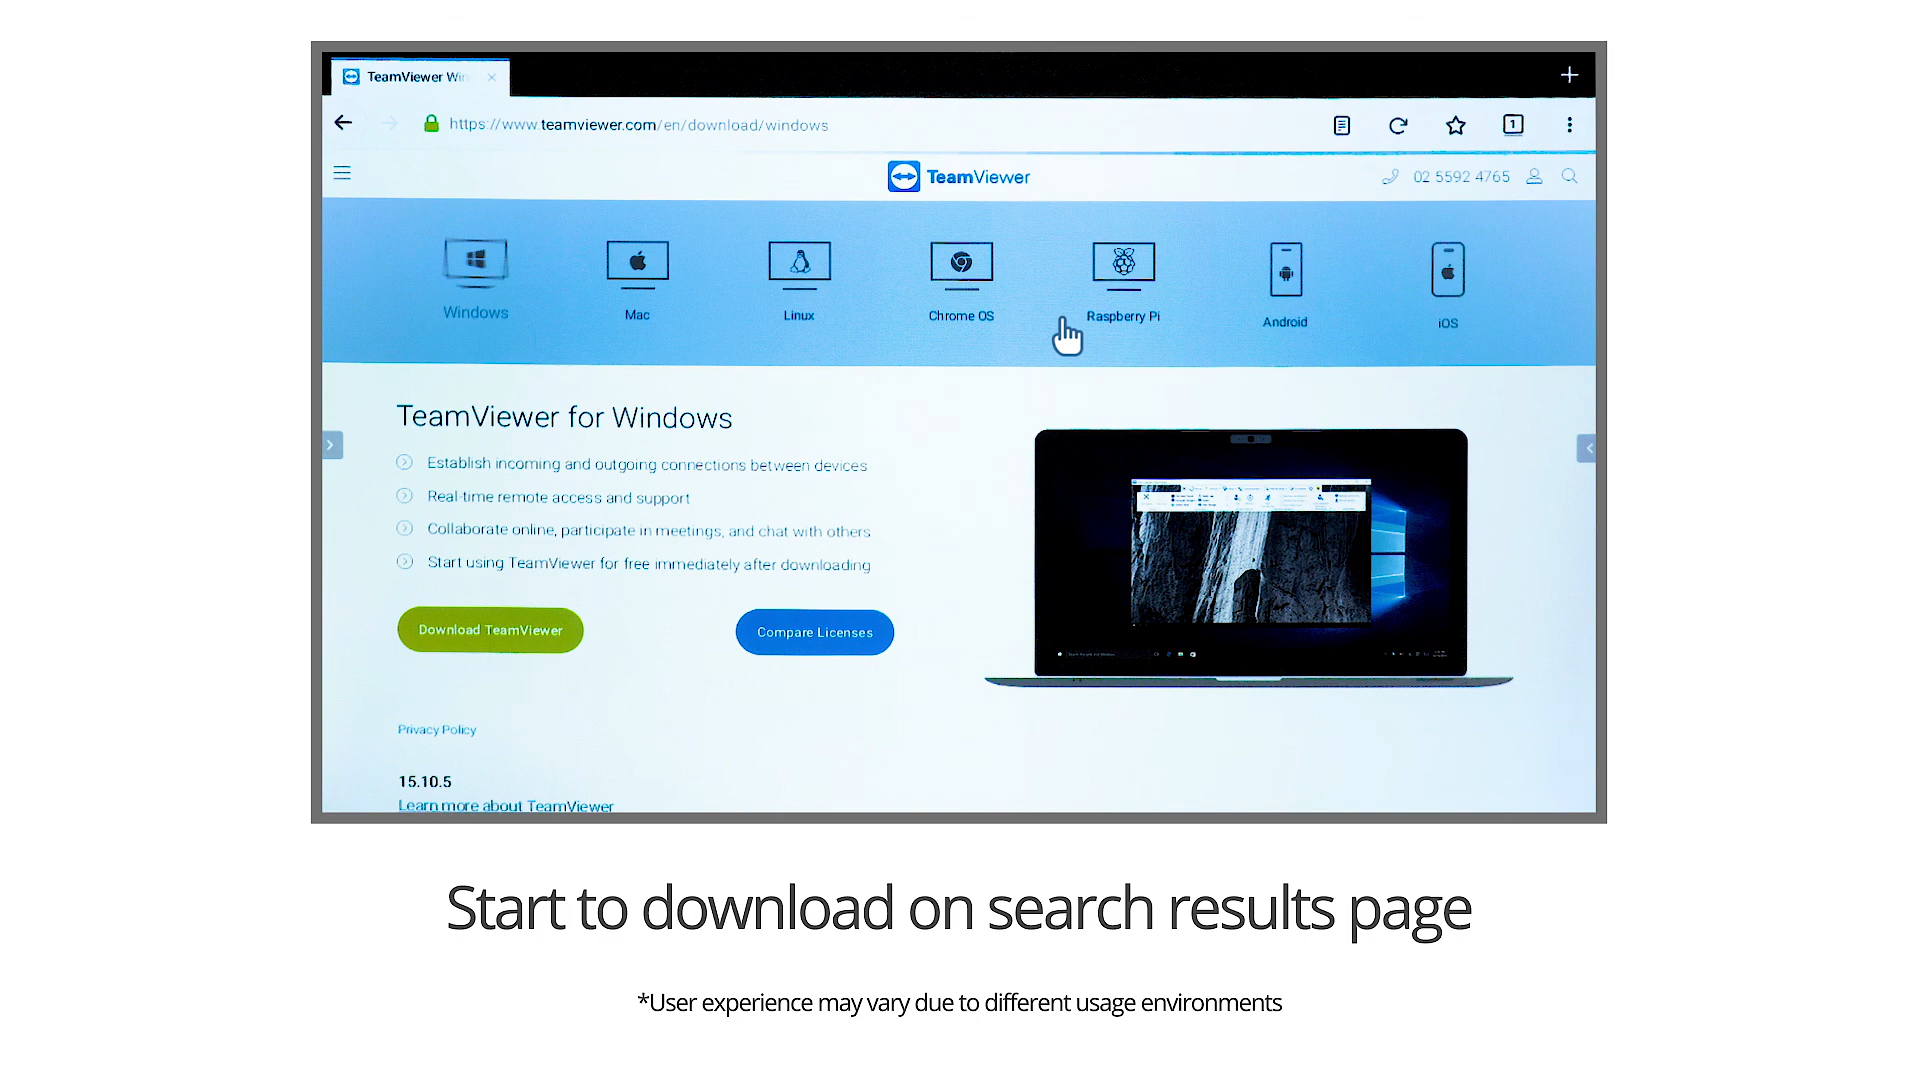 TeamViewer Win
https://www.teamviewer.com/en/download/windows
1
TeamViewer
02 5592 4765
Windows
Mac
Linux
Chrome OS
Raspberry Pi
Android
iOS
TeamViewer for Windows
Establish incoming and outgoing connections between devices
Real-time remote access and support
Collaborate online, participate in meetings, and chat with others
Start using TeamViewer for free immediately after downloading
Download TeamViewer
Compare Licenses
Privacy Policy
15.10.5
Learn more about TeamViewer
Start to download on search results page
*User experience may vary due to different usage environments